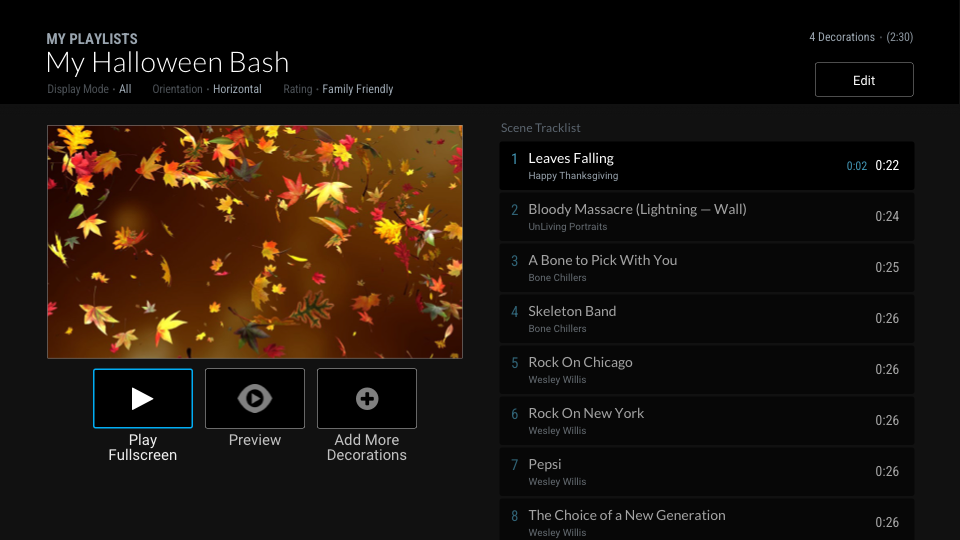 MY PLAYLISTS
My Halloween Bash
Display Mode · All Orientation · Horizontal Rating · Family Friendly
4 Decorations · (2:30)
Edit
Play
Fullscreen
Preview
Add More
Decorations
Scene Tracklist
1 Leaves Falling 0:02 0:22
Happy Thanksgiving
2 Bloody Massacre (Lightning — Wall) 0:24
UnLiving Portraits
3 A Bone to Pick With You 0:25
Bone Chillers
4 Skeleton Band 0:26
Bone Chillers
5 Rock On Chicago 0:26
Wesley Willis
6 Rock On New York 0:26
Wesley Willis
7 Pepsi 0:26
Wesley Willis
8 The Choice of a New Generation 0:26
Wesley Willis